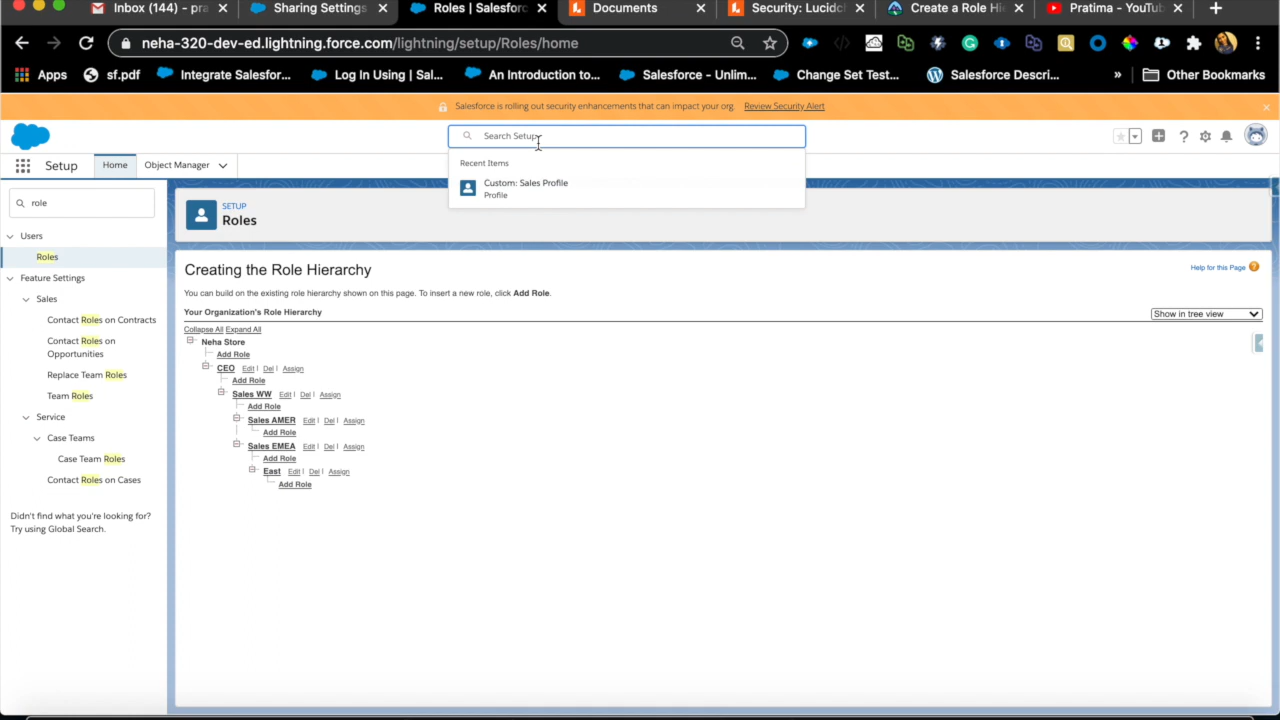 Inbox (144) – pra
Sharing Settings
Roles | Salesforc
Documents
Security: Lucidc
Create a Role Hi
Pratima - YouTub
neha-320-dev-ed.lightning.force.com/lightning/setup/Roles/home
Apps
sf.pdf
Integrate Salesfor...
Log In Using | Sal...
An Introduction to...
Salesforce - Unlim...
Change Set Test...
Salesforce Descri...
»
Other Bookmarks
Salesforce is rolling out security enhancements that can impact your org. Review Security Alert
Search Setup
Setup
Home
Object Manager
Recent Items
Custom: Sales Profile
Profile
role
Users
Roles
Feature Settings
Sales
Contact Roles on Contracts
Contact Roles on
Opportunities
Replace Team Roles
Team Roles
Service
Case Teams
Case Team Roles
Contact Roles on Cases
Didn't find what you're looking for?
Try using Global Search.
SETUP
Roles
Creating the Role Hierarchy
Help for this Page
You can build on the existing role hierarchy shown on this page. To insert a new role, click Add Role.
Your Organization's Role Hierarchy
Show in tree view
Collapse All Expand All
Neha Store
Add Role
CEO Edit | Del | Assign
Add Role
Sales WW Edit | Del | Assign
Add Role
Sales AMER Edit | Del | Assign
Add Role
Sales EMEA Edit | Del | Assign
Add Role
East Edit | Del | Assign
Add Role